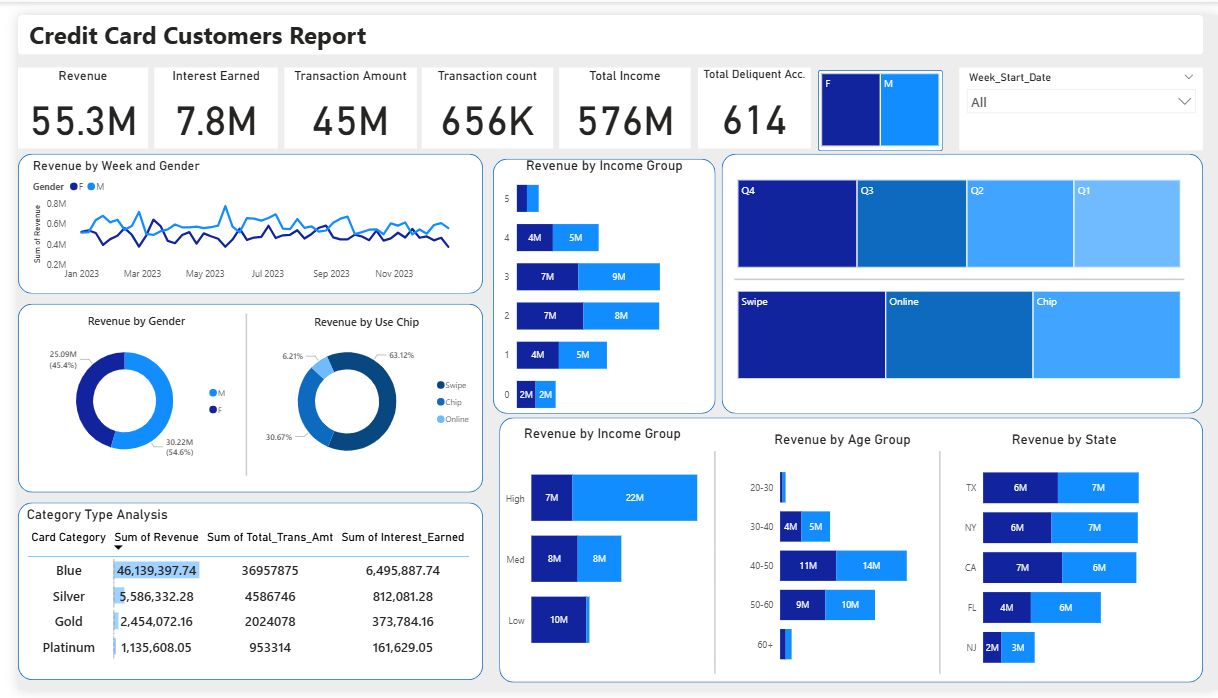 Credit Card Customers Report
Revenue
55.3M
Interest Earned
7.8M
Transaction Amount
45M
Transaction count
656K
Total Income
576M
Total Deliquent Acc.
614
F M
Week_Start_Date
All
Revenue by Week and Gender
Gender F M
Sum of Revenue
0.8M
0.6M
0.4M
0.2M
Jan 2023 Mar 2023 May 2023 Jul 2023 Sep 2023 Nov 2023
Revenue by Income Group
5
4 4M 5M
3 7M 9M
2 7M 8M
1 4M 5M
0 2M 2M
Q4 Q3 Q2 Q1
Swipe Online Chip
Revenue by Gender
25.09M
(45.4%)
30.22M
(54.6%)
M
F
Revenue by Use Chip
6.21%
63.12%
30.67%
Swipe
Chip
Online
Revenue by Income Group
High 7M 22M
Med 8M 8M
Low 10M
Revenue by Age Group
20-30
30-40 4M 5M
40-50 11M 14M
50-60 9M 10M
60+
Revenue by State
TX 6M 7M
NY 6M 7M
CA 7M 6M
FL 4M 6M
NJ 2M 3M
Category Type Analysis
Card Category Sum of Revenue Sum of Total_Trans_Amt Sum of Interest_Earned
Blue 46,139,397.74 36957875 6,495,887.74
Silver 5,586,332.28 4586746 812,081.28
Gold 2,454,072.16 2024078 373,784.16
Platinum 1,135,608.05 953314 161,629.05